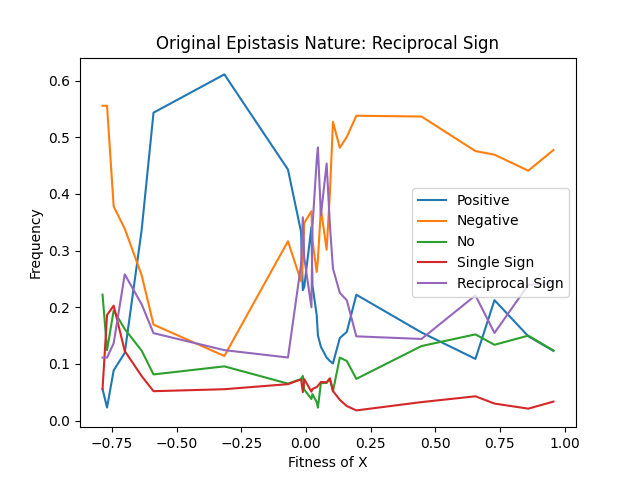 Original Epistasis Nature: Reciprocal Sign
0.6
0.5
0.4
0.3
0.2
0.1
0.0
Frequency
Positive
Negative
No
Single Sign
Reciprocal Sign
−0.75
−0.50
−0.25
0.00
0.25
0.50
0.75
1.00
Fitness of X